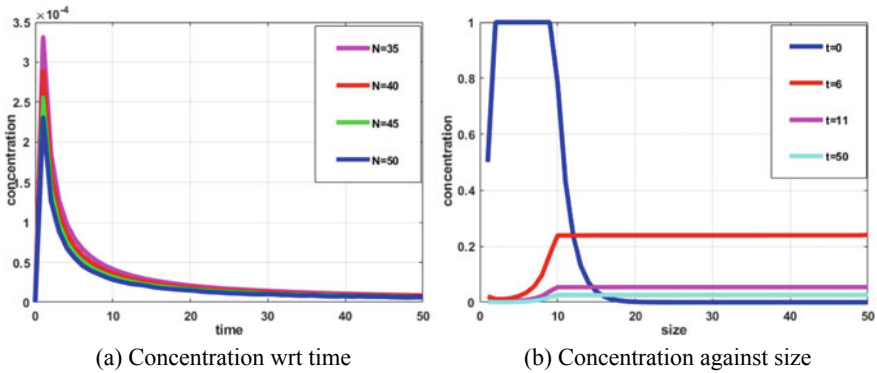 ×10⁻⁴
3.5
3
2.5
2
1.5
1
0.5
0
concentration
0 10 20 30 40 50
time
N=35
N=40
N=45
N=50
(a) Concentration wrt time
1
0.8
0.6
0.4
0.2
0
concentration
0 10 20 30 40 50
size
t=0
t=6
t=11
t=50
(b) Concentration against size